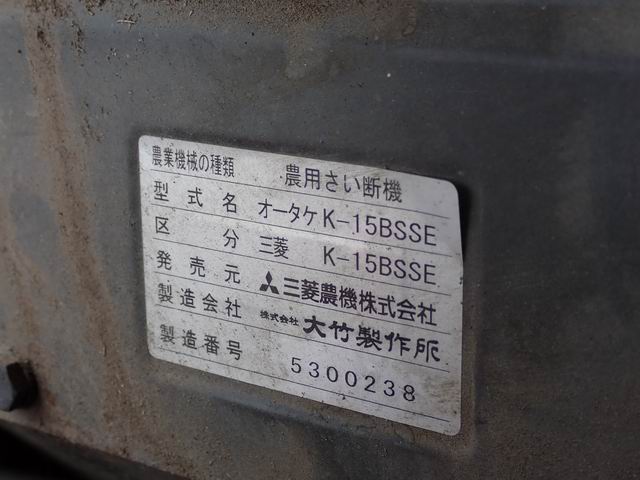 農業機械の種類 農用さい断機
型式名 オータケ K-15BSSE
区分 三菱 K-15BSSE
発売元 三菱農機株式会社
製造会社 株式会社 大竹製作所
製造番号 5300238